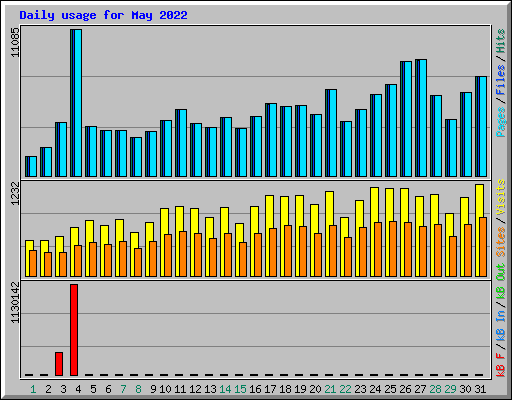 Daily usage for May 2022
11085
Pages / Files / Hits
1232
Sites / Visits
1130142
kB F / kB In / kB Out
1 2 3 4 5 6 7 8 9 10 11 12 13 14 15 16 17 18 19 20 21 22 23 24 25 26 27 28 29 30 31